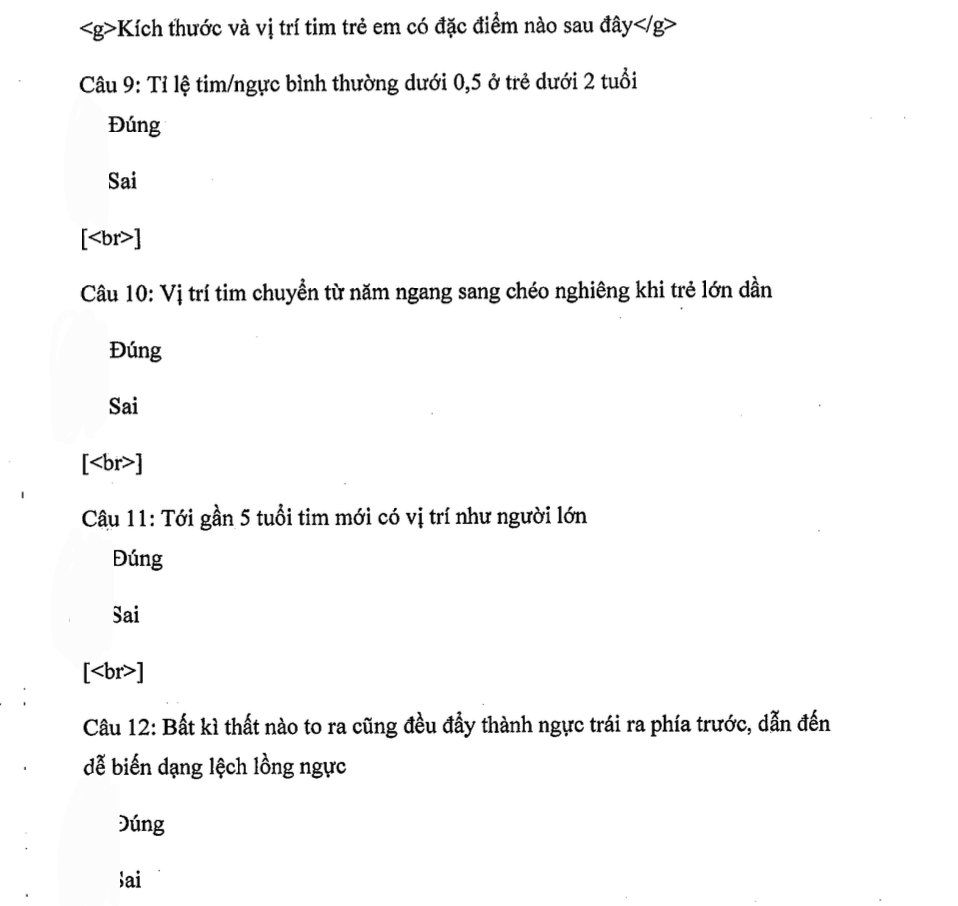 <g>Kích thước và vị trí tim trẻ em có đặc điểm nào sau đây</g>
Câu 9: Tỉ lệ tim/ngực bình thường dưới 0,5 ở trẻ dưới 2 tuổi
Đúng
Sai
[<br>]
Câu 10: Vị trí tim chuyển từ năm ngang sang chéo nghiêng khi trẻ lớn dần
Đúng
Sai
[<br>]
Câu 11: Tới gần 5 tuổi tim mới có vị trí như người lớn
Đúng
Sai
[<br>]
Câu 12: Bất kì thất nào to ra cũng đều đẩy thành ngực trái ra phía trước, dẫn đến
dễ biến dạng lệch lồng ngực
Đúng
Sai